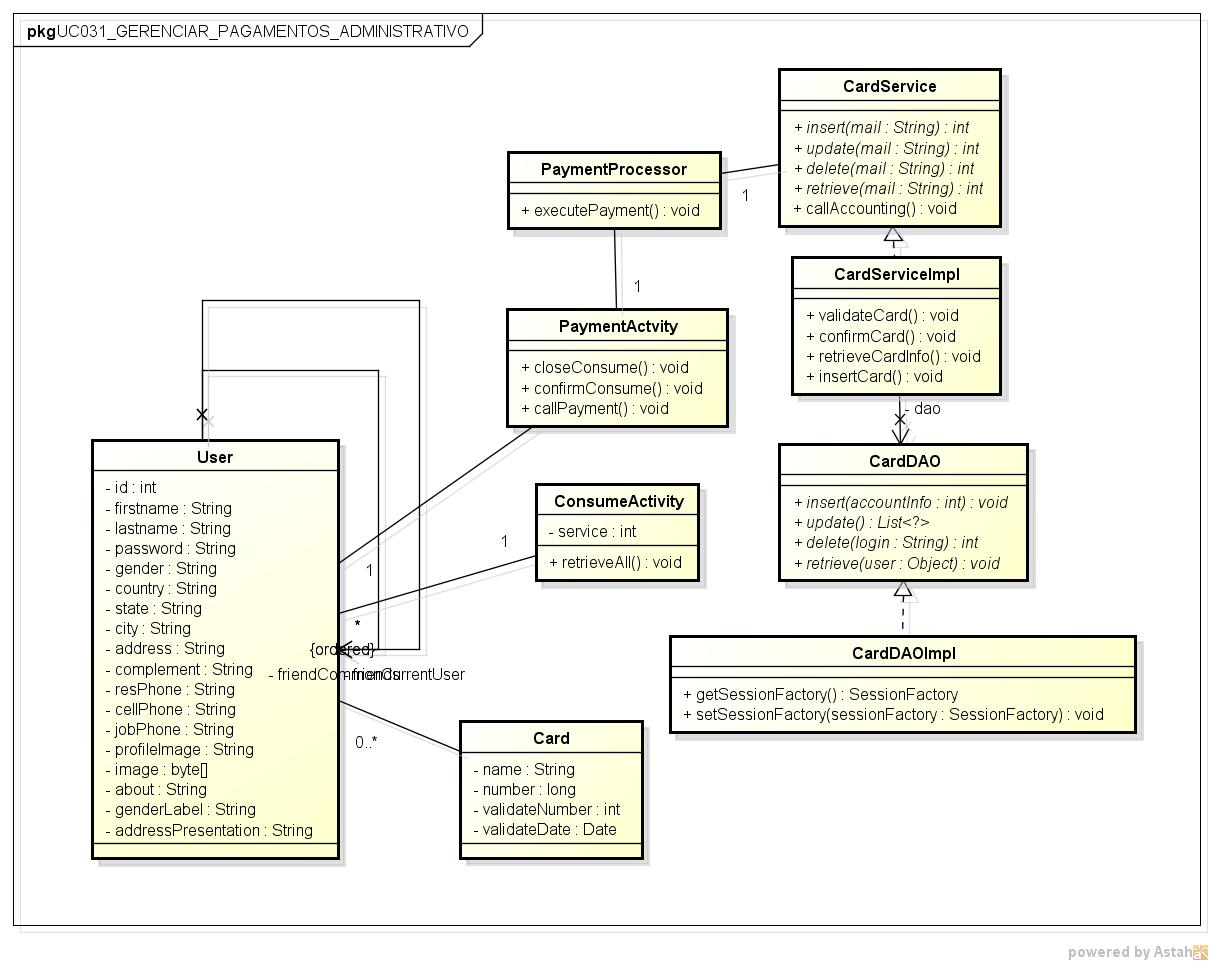 pkg UC031_GERENCIAR_PAGAMENTOS_ADMINISTRATIVO
CardService
+ insert(mail : String) : int
+ update(mail : String) : int
+ delete(mail : String) : int
+ retrieve(mail : String) : int
+ callAccounting() : void
PaymentProcessor
+ executePayment() : void
1
CardServiceImpl
+ validateCard() : void
+ confirmCard() : void
+ retrieveCardInfo() : void
+ insertCard() : void
1
PaymentActvity
+ closeConsume() : void
+ confirmConsume() : void
+ callPayment() : void
- dao
CardDAO
+ insert(accountInfo : int) : void
+ update() : List<?>
+ delete(login : String) : int
+ retrieve(user : Object) : void
User
- id : int
- firstname : String
- lastname : String
- password : String
- gender : String
- country : String
- state : String
- city : String
- address : String
- complement : String
- resPhone : String
- cellPhone : String
- jobPhone : String
- profileImage : String
- image : byte[]
- about : String
- genderLabel : String
- addressPresentation : String
ConsumeActivity
- service : int
+ retrieveAll() : void
1
1
*
{ordered}
0..*
CardDAOImpl
+ getSessionFactory() : SessionFactory
+ setSessionFactory(sessionFactory : SessionFactory) : void
Card
- name : String
- number : long
- validateNumber : int
- validateDate : Date
powered by Astah